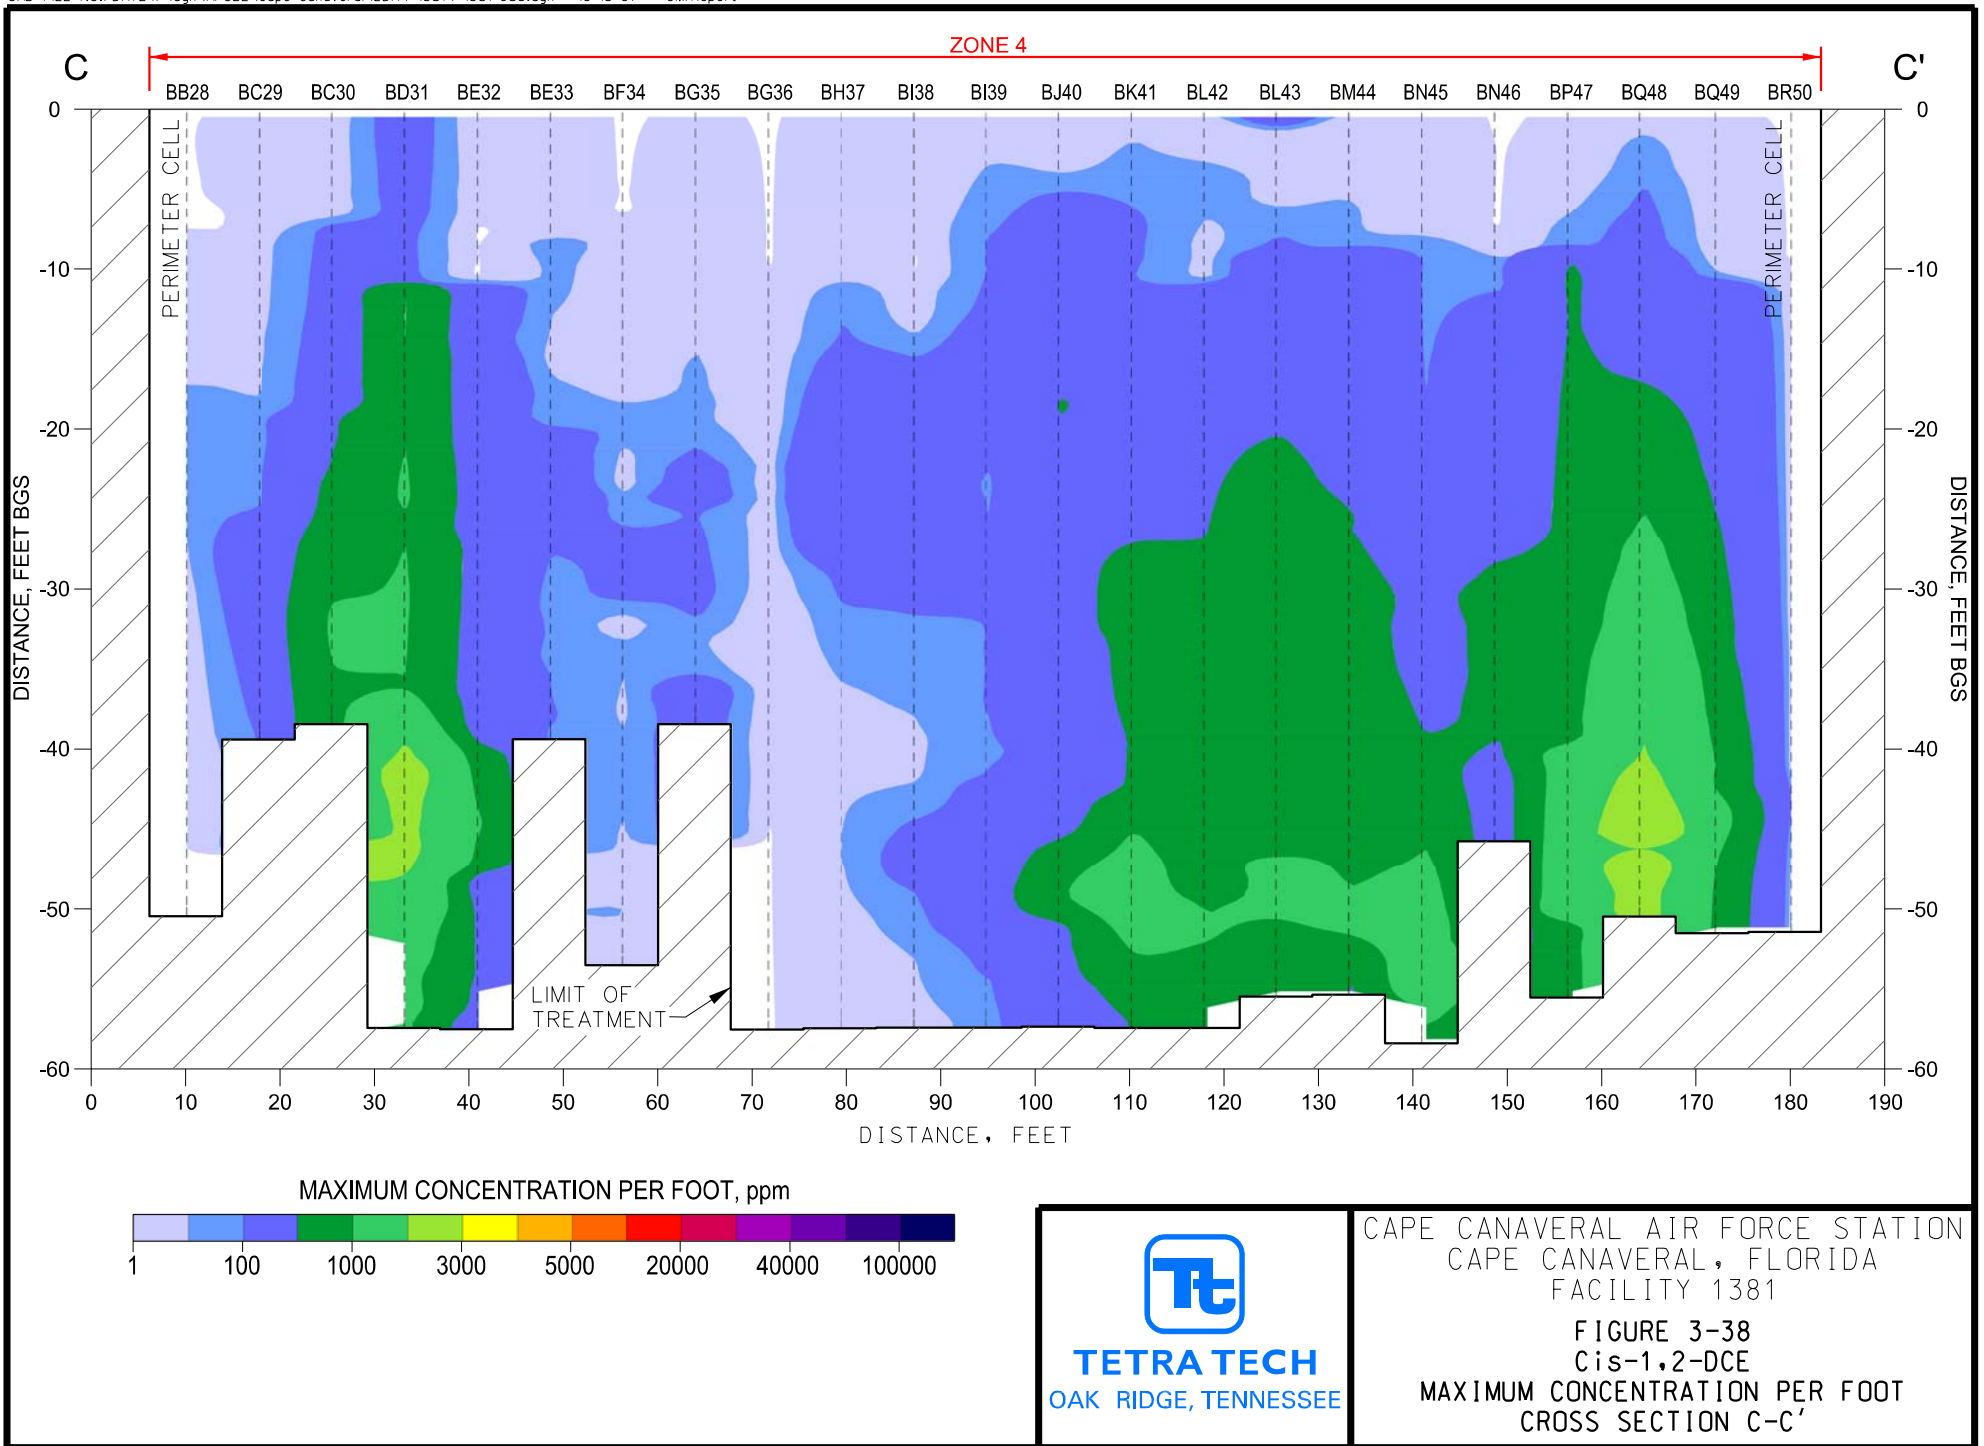 ZONE 4
C
C'
BB28 BC29 BC30 BD31 BE32 BE33 BF34 BG35 BG36 BH37 BI38 BI39 BJ40 BK41 BL42 BL43 BM44 BN45 BN46 BP47 BQ48 BQ49 BR50
PERIMETER CELL
PERIMETER CELL
0
-10
-20
-30
-40
-50
-60
DISTANCE, FEET BGS
0
-10
-20
-30
-40
-50
-60
DISTANCE, FEET BGS
LIMIT OF
TREATMENT
0 10 20 30 40 50 60 70 80 90 100 110 120 130 140 150 160 170 180 190
DISTANCE, FEET
MAXIMUM CONCENTRATION PER FOOT, ppm
1 100 1000 3000 5000 20000 40000 100000
Tt
TETRA TECH
OAK RIDGE, TENNESSEE
CAPE CANAVERAL AIR FORCE STATION
CAPE CANAVERAL, FLORIDA
FACILITY 1381
FIGURE 3-38
Cis-1,2-DCE
MAXIMUM CONCENTRATION PER FOOT
CROSS SECTION C-C'